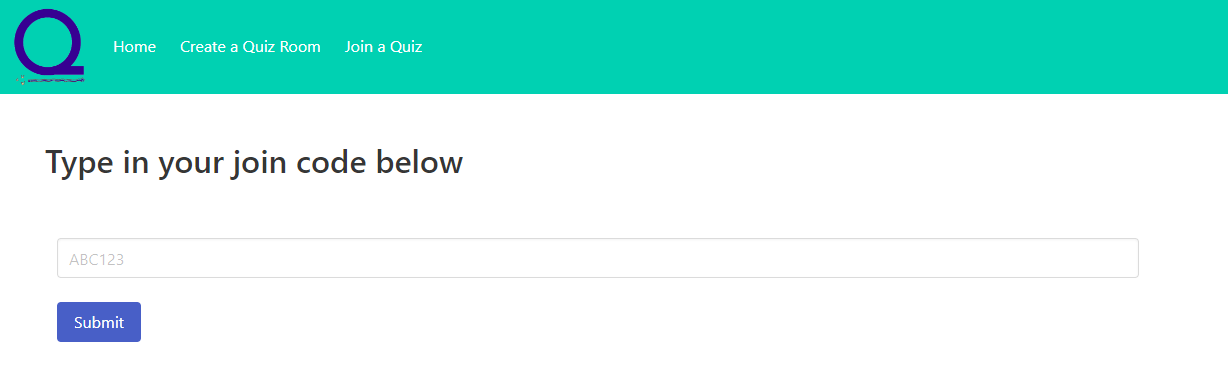 Q
Home Create a Quiz Room Join a Quiz
Type in your join code below
ABC123
Submit